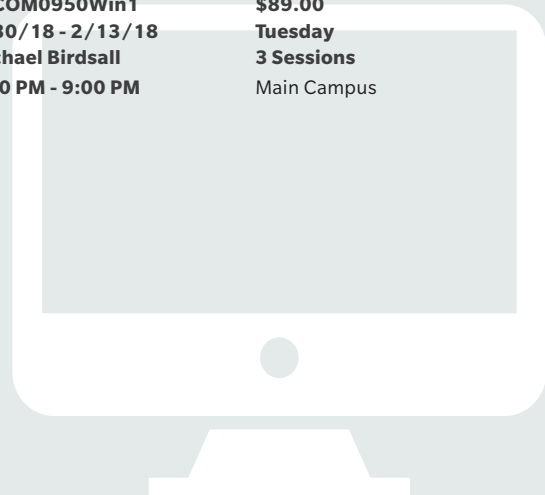 COM0950Win1 $89.00
30/18 - 2/13/18 Tuesday
hael Birdsall 3 Sessions
0 PM - 9:00 PM Main Campus